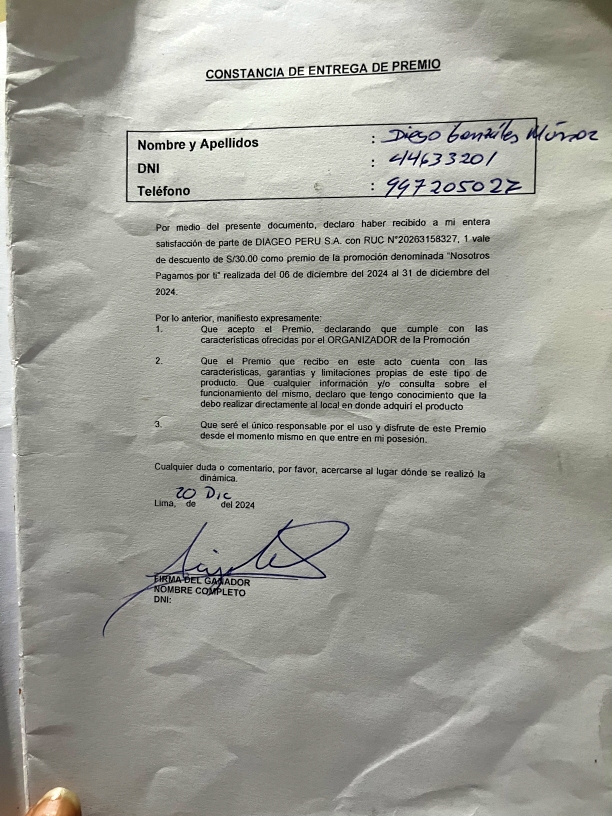 CONSTANCIA DE ENTREGA DE PREMIO
Nombre y Apellidos : Diego Gonzáles Múñoz
DNI : 44633201
Teléfono : 997205022
Por medio del presente documento, declaro haber recibido a mi entera
satisfacción de parte de DIAGEO PERU S.A. con RUC N°20263158327, 1 vale
de descuento de S/30.00 como premio de la promoción denominada "Nosotros
Pagamos por ti" realizada del 06 de diciembre del 2024 al 31 de diciembre del
2024.
Por lo anterior, manifiesto expresamente:
1. Que acepto el Premio, declarando que cumple con las
características ofrecidas por el ORGANIZADOR de la Promoción
2. Que el Premio que recibo en este acto cuenta con las
características, garantías y limitaciones propias de este tipo de
producto. Que cualquier información y/o consulta sobre el
funcionamiento del mismo, declaro que tengo conocimiento que la
debo realizar directamente al local en donde adquirí el producto
3. Que seré el único responsable por el uso y disfrute de este Premio
desde el momento mismo en que entre en mi posesión.
Cualquier duda o comentario, por favor, acercarse al lugar dónde se realizó la
dinámica.
20 Dic
Lima, de del 2024
FIRMA DEL GANADOR
NOMBRE COMPLETO
DNI: